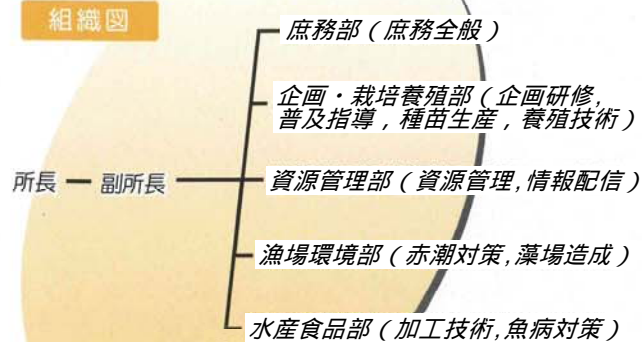 組織図
庶務部（庶務全般）
企画・栽培養殖部（企画研修，
普及指導，種苗生産，養殖技術）
所長 ー 副所長
資源管理部（資源管理,情報配信）
漁場環境部（赤潮対策,藻場造成）
水産食品部（加工技術,魚病対策）